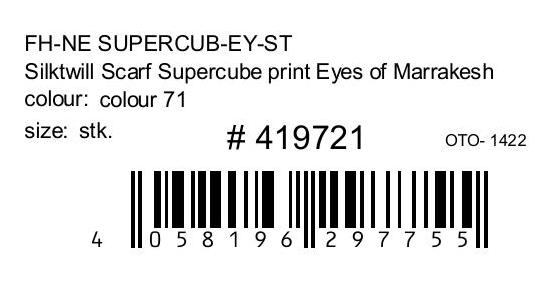 FH-NE SUPERCUB-EY-ST
Silktwill Scarf Supercube print Eyes of Marrakesh
colour: colour 71
size: stk.
# 419721
OTO- 1422
4 058196 297755